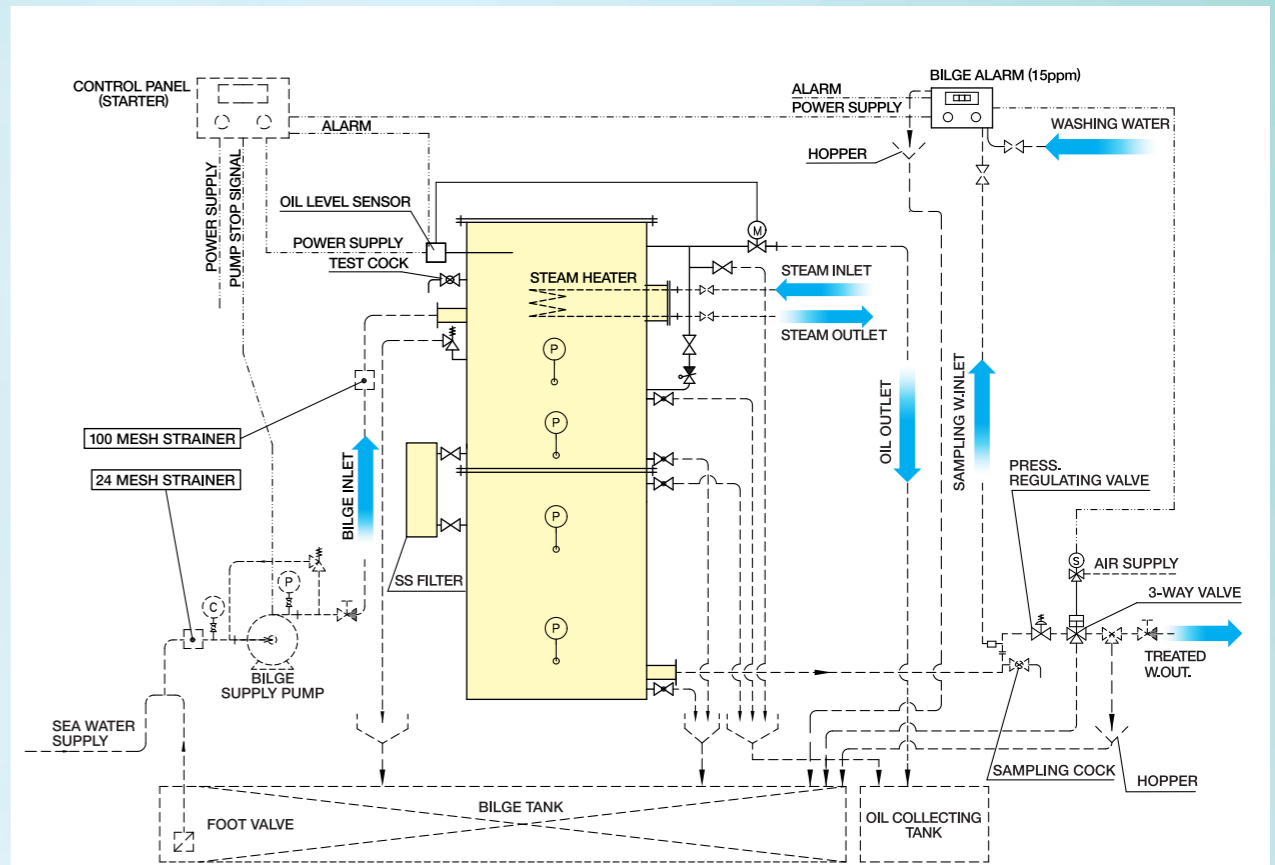 CONTROL PANEL
(STARTER)
ALARM
POWER SUPPLY
PUMP STOP SIGNAL
OIL LEVEL SENSOR
POWER SUPPLY
TEST COCK
BILGE ALARM (15ppm)
ALARM
POWER SUPPLY
WASHING WATER
HOPPER
M
STEAM HEATER
STEAM INLET
STEAM OUTLET
P
P
P
P
100 MESH STRAINER
24 MESH STRAINER
BILGE INLET
SS FILTER
OIL OUTLET
SAMPLING W.INLET
PRESS.
REGULATING VALVE
S
AIR SUPPLY
3-WAY VALVE
TREATED
W.OUT.
C
P
BILGE
SUPPLY PUMP
SEA WATER
SUPPLY
SAMPLING COCK
HOPPER
FOOT VALVE
BILGE TANK
OIL COLLECTING
TANK